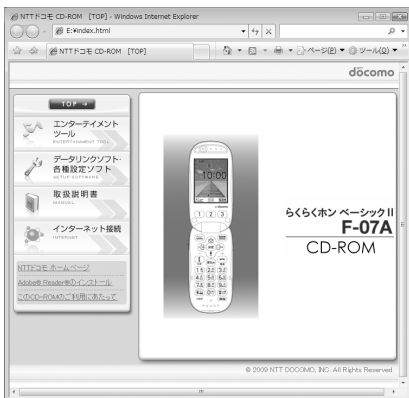 NTTドコモ CD-ROM [TOP] - Windows Internet Explorer
E:¥index.html
NTTドコモ CD-ROM [TOP]
ページ(P)
ツール(O)
döcomo
TOP
エンターテイメント
ツール
ENTERTAINMENT TOOL
データリンクソフト・
各種設定ソフト
SETUP SOFTWARE
取扱説明書
MANUAL
インターネット接続
INTERNET
NTTドコモ ホームページ
Adobe® Reader®のインストール
このCD-ROMのご利用にあたって
10:00
1 2 3
らくらくホン ベーシックⅡ
F-07A
CD-ROM
© 2009 NTT DOCOMO, INC. All Rights Reserved.